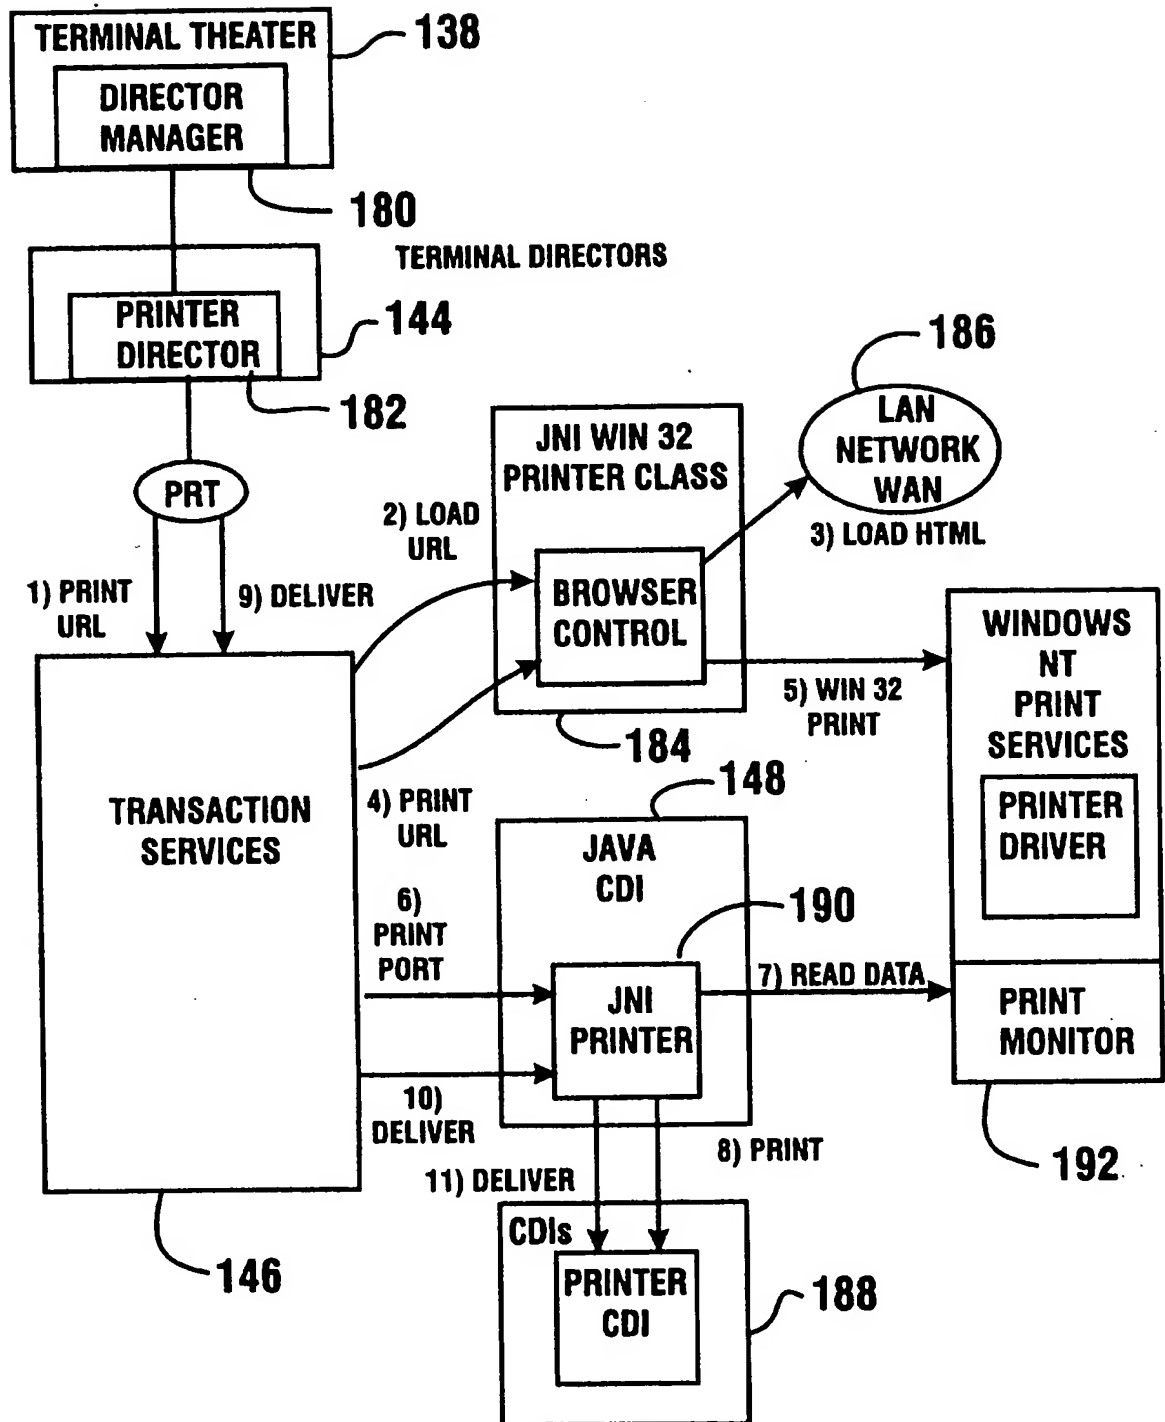 TERMINAL THEATER
138
DIRECTOR
MANAGER
180
TERMINAL DIRECTORS
PRINTER
DIRECTOR
144
182
PRT
1) PRINT
URL
9) DELIVER
2) LOAD
URL
JNI WIN 32
PRINTER CLASS
BROWSER
CONTROL
184
186
LAN
NETWORK
WAN
3) LOAD HTML
5) WIN 32
PRINT
WINDOWS
NT
PRINT
SERVICES
PRINTER
DRIVER
PRINT
MONITOR
192
TRANSACTION
SERVICES
146
4) PRINT
URL
148
JAVA
CDI
190
6)
PRINT
PORT
JNI
PRINTER
7) READ DATA
10)
DELIVER
11) DELIVER
8) PRINT
CDIs
PRINTER
CDI
188